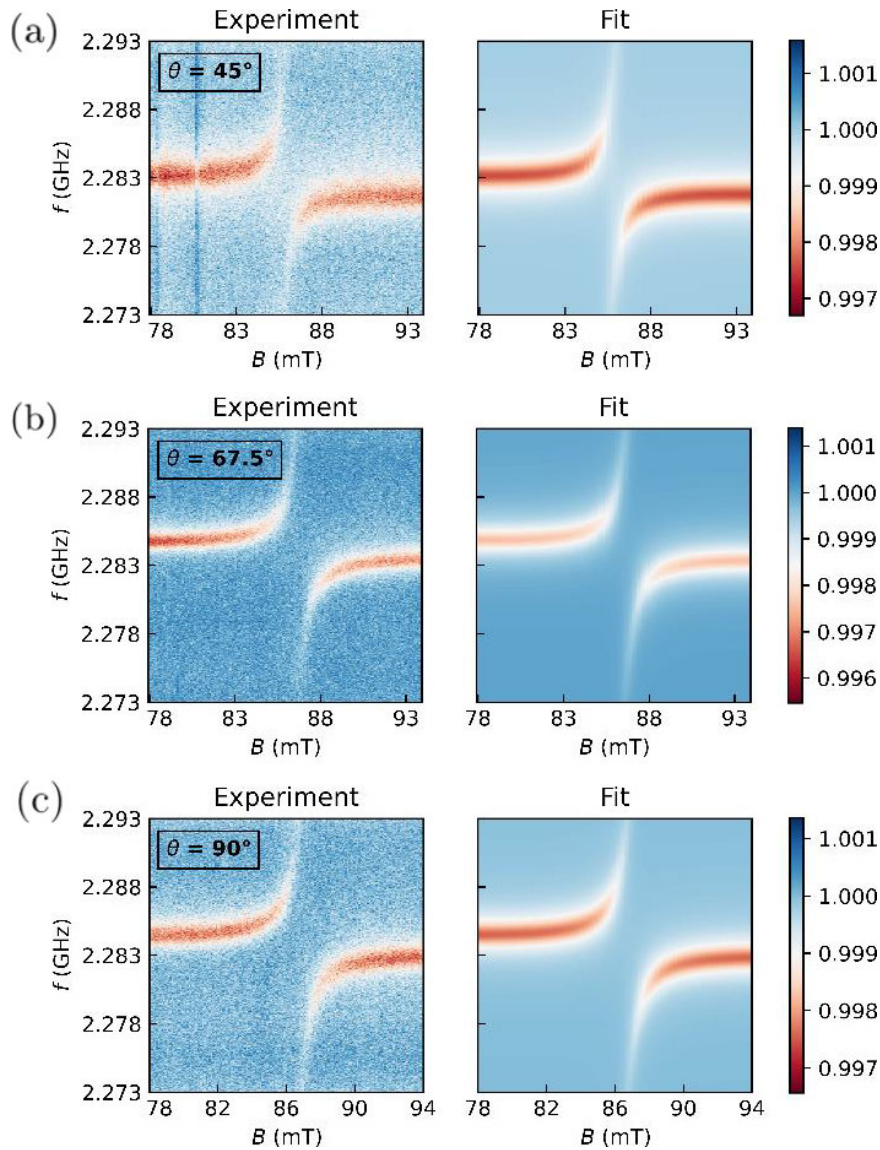 (a)
Experiment
Fit
θ = 45°
2.293
2.288
2.283
2.278
2.273
f (GHz)
78
83
88
93
B (mT)
78
83
88
93
B (mT)
1.001
1.000
0.999
0.998
0.997
(b)
Experiment
Fit
θ = 67.5°
2.293
2.288
2.283
2.278
2.273
f (GHz)
78
83
88
93
B (mT)
78
83
88
93
B (mT)
1.001
1.000
0.999
0.998
0.997
0.996
(c)
Experiment
Fit
θ = 90°
2.293
2.288
2.283
2.278
2.273
f (GHz)
78
82
86
90
94
B (mT)
78
82
86
90
94
B (mT)
1.001
1.000
0.999
0.998
0.997